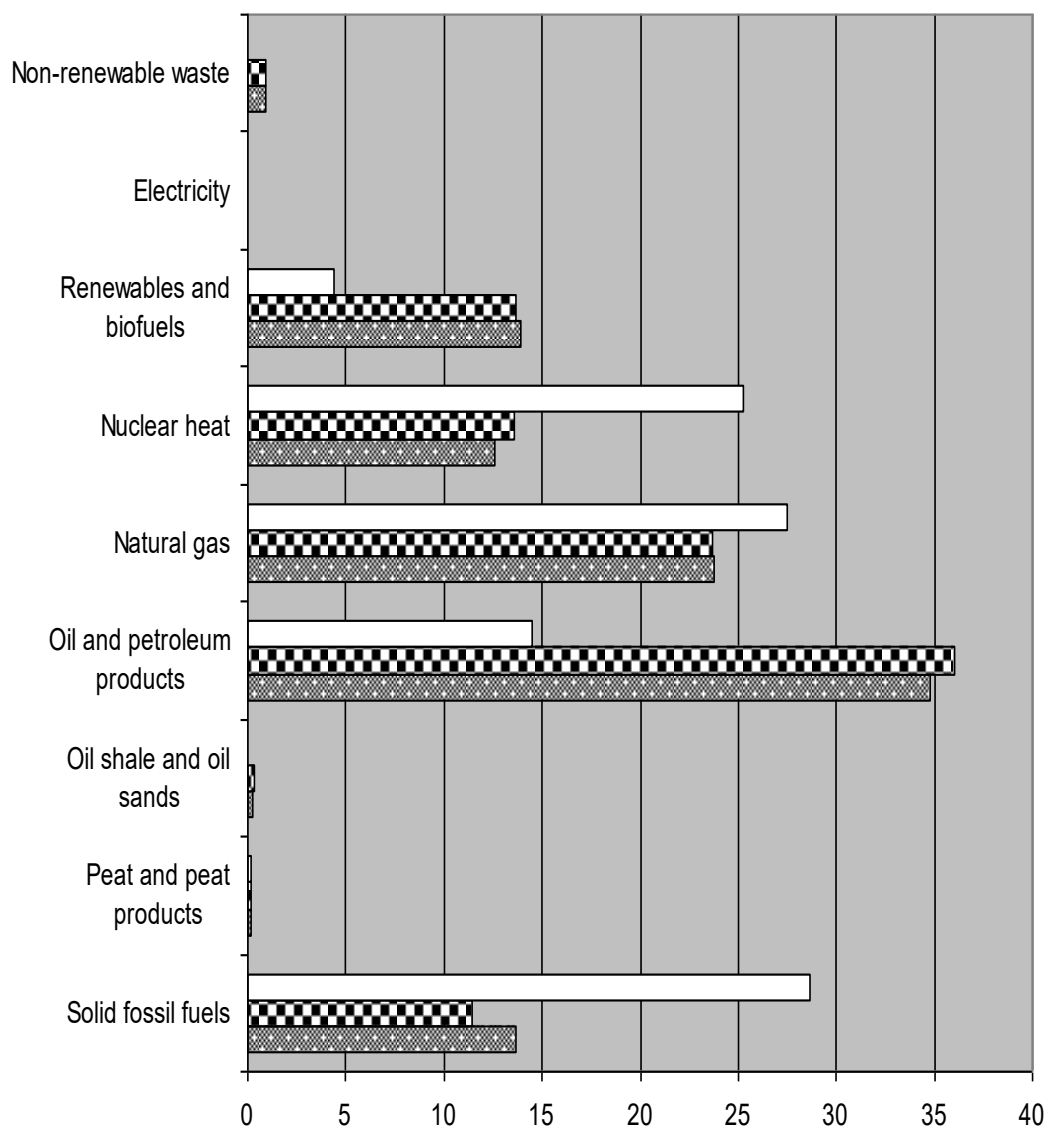 Non-renewable waste
Electricity
Renewables and
biofuels
Nuclear heat
Natural gas
Oil and petroleum
products
Oil shale and oil
sands
Peat and peat
products
Solid fossil fuels
0 5 10 15 20 25 30 35 40